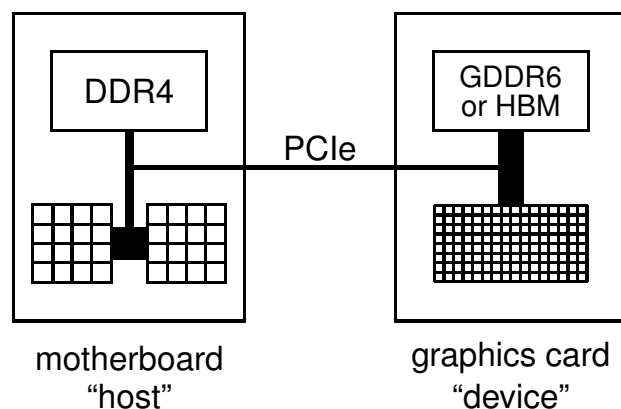 DDR4
PCIe
GDDR6
or HBM
motherboard
“host”
graphics card
“device”